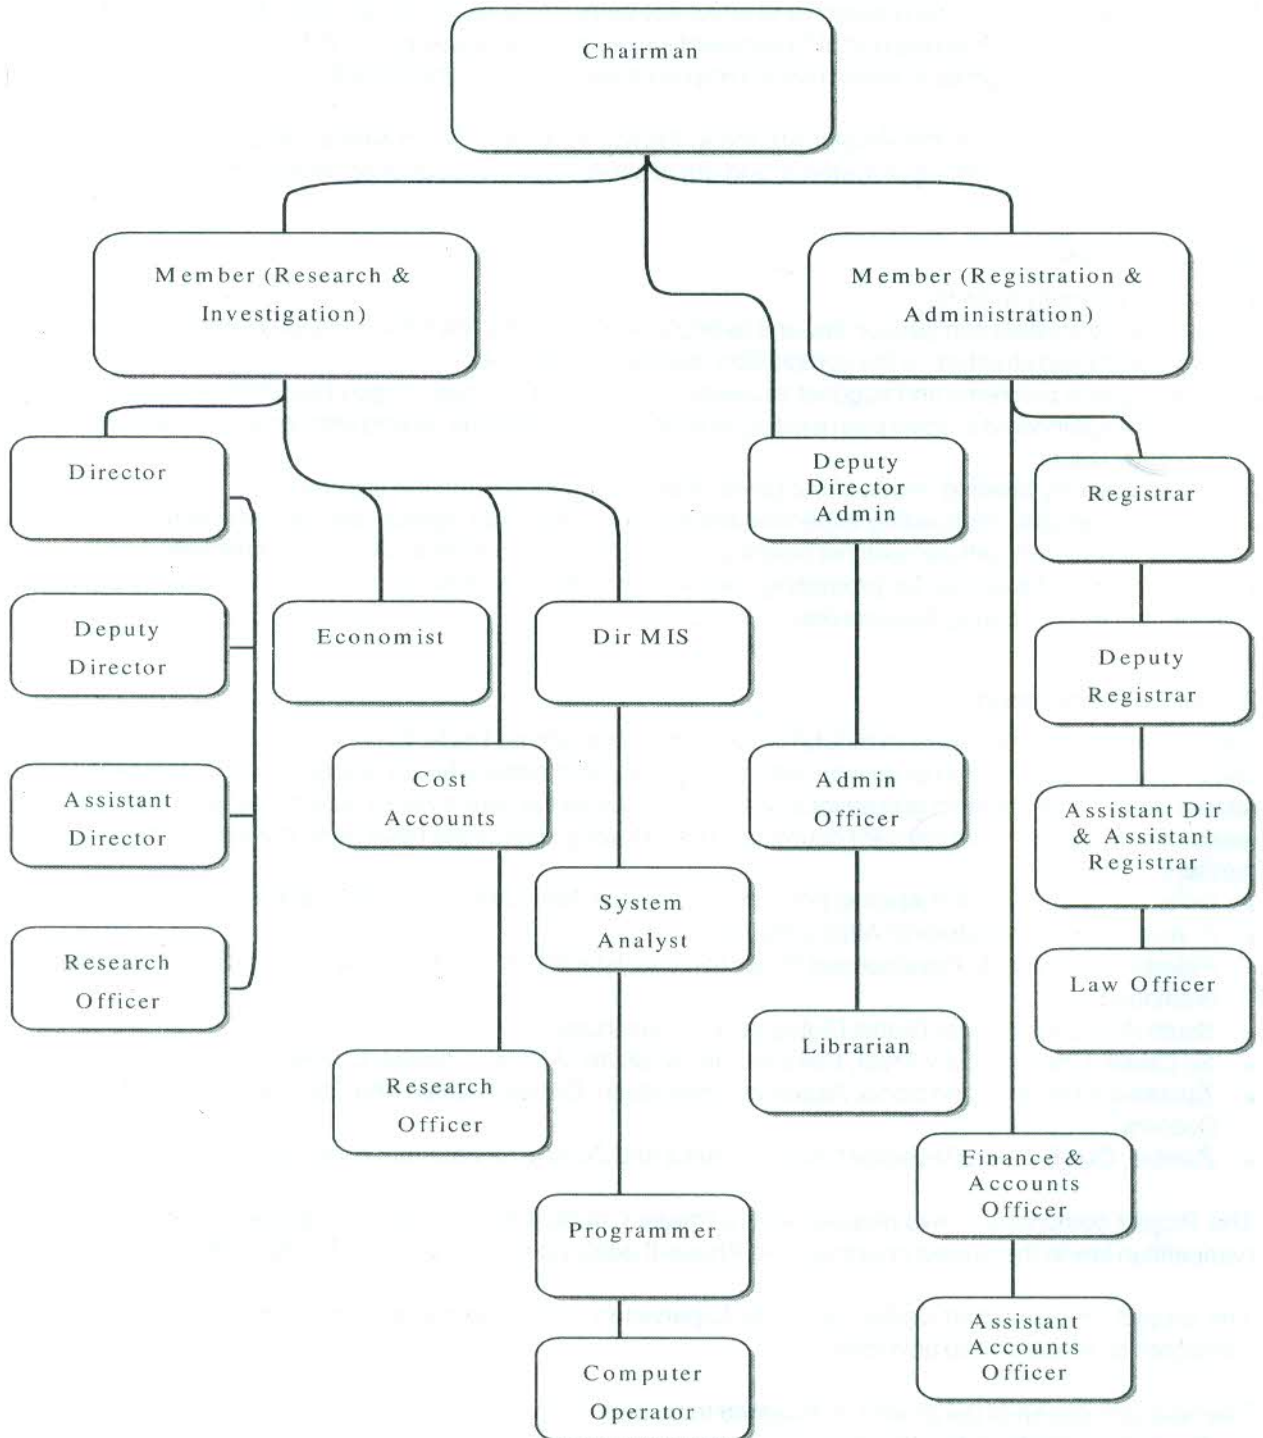 Chairman
Member (Research &
Investigation)
Member (Registration &
Administration)
Director
Deputy
Director
Admin
Registrar
Deputy
Director
Economist
Dir MIS
Deputy
Registrar
Assistant
Director
Cost
Accounts
Admin
Officer
Assistant Dir
& Assistant
Registrar
System
Analyst
Research
Officer
Law Officer
Librarian
Research
Officer
Finance &
Accounts
Officer
Programmer
Assistant
Accounts
Officer
Computer
Operator